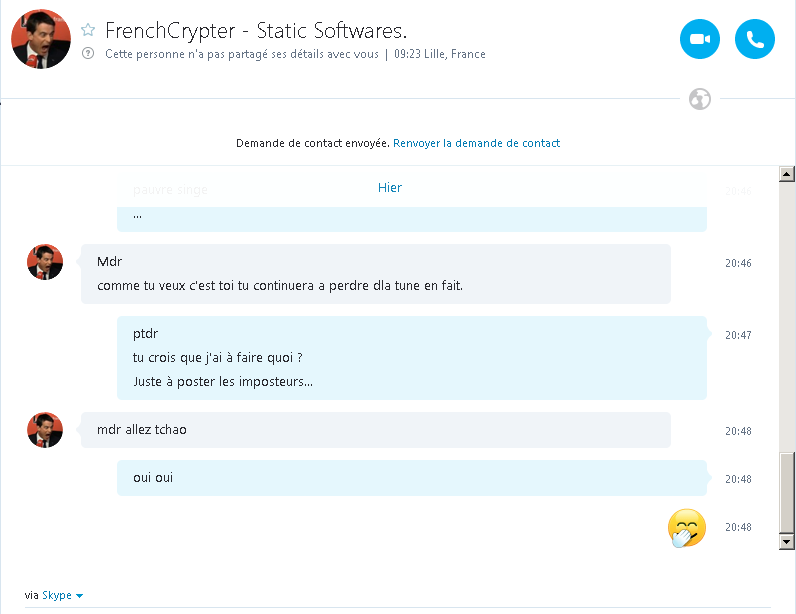 FrenchCrypter - Static Softwares.
Cette personne n'a pas partagé ses détails avec vous | 09:23 Lille, France
Demande de contact envoyée. Renvoyer la demande de contact
Hier
pauvre singe 20:46
...
Mdr 20:46
comme tu veux c'est toi tu continuera a perdre dla tune en fait.
ptdr 20:47
tu crois que j'ai à faire quoi ?
Juste à poster les imposteurs...
mdr allez tchao 20:48
oui oui 20:48
20:48
via Skype